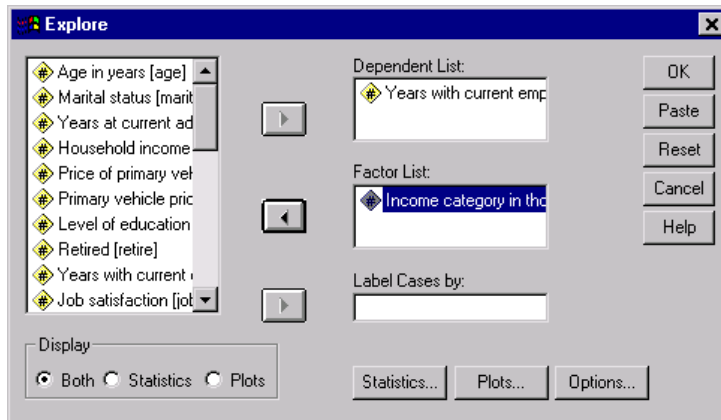 Explore
Age in years [age]
Marital status [marit
Years at current ad
Household income
Price of primary veh
Primary vehicle pric
Level of education
Retired [retire]
Years with current
Job satisfaction [jol
Dependent List:
Years with current emp
Factor List:
Income category in tho
Label Cases by:
OK
Paste
Reset
Cancel
Help
Display
Both
Statistics
Plots
Statistics...
Plots...
Options...